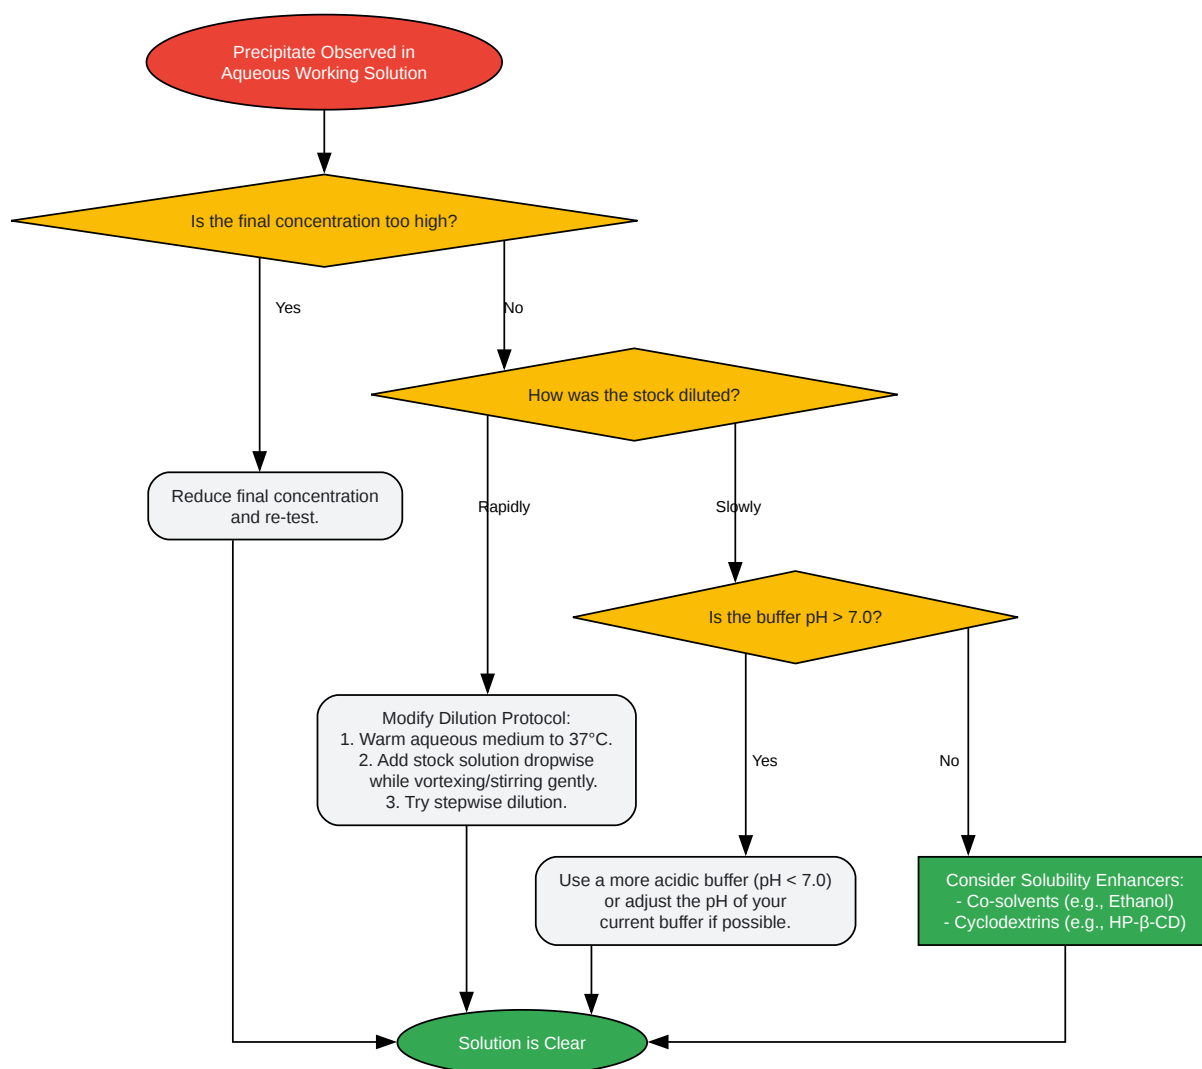 Precipitate Observed in
Aqueous Working Solution
Is the final concentration too high?
Yes
No
How was the stock diluted?
Reduce final concentration
and re-test.
Rapidly
Slowly
Is the buffer pH > 7.0?
Modify Dilution Protocol:
1. Warm aqueous medium to 37°C.
2. Add stock solution dropwise
while vortexing/stirring gently.
3. Try stepwise dilution.
Yes
No
Use a more acidic buffer (pH < 7.0)
or adjust the pH of your
current buffer if possible.
Consider Solubility Enhancers:
- Co-solvents (e.g., Ethanol)
- Cyclodextrins (e.g., HP-β-CD)
Solution is Clear